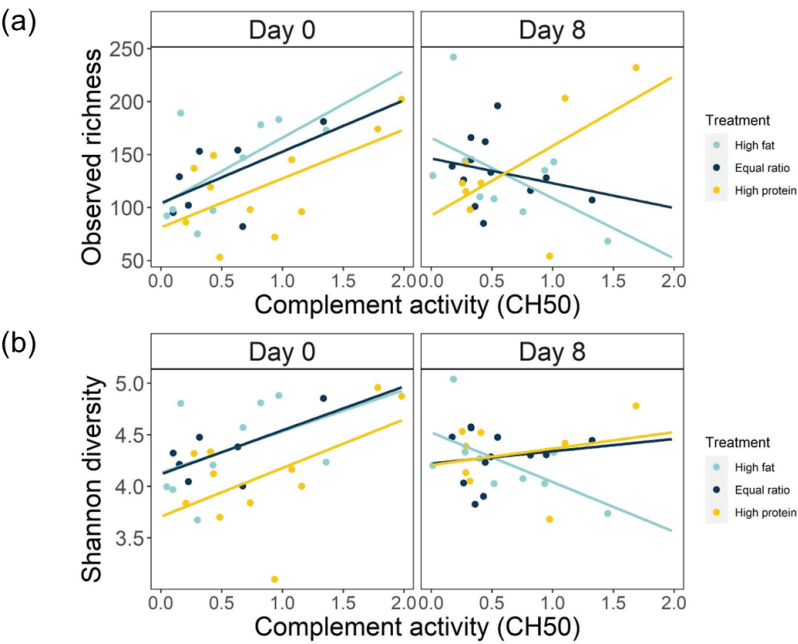 (a)
Day 0
Day 8
Observed richness
250
200
150
100
50
0.0 0.5 1.0 1.5 2.0
0.0 0.5 1.0 1.5 2.0
Complement activity (CH50)
Treatment
High fat
Equal ratio
High protein
(b)
Day 0
Day 8
Shannon diversity
5.0
4.5
4.0
3.5
0.0 0.5 1.0 1.5 2.0
0.0 0.5 1.0 1.5 2.0
Complement activity (CH50)
Treatment
High fat
Equal ratio
High protein